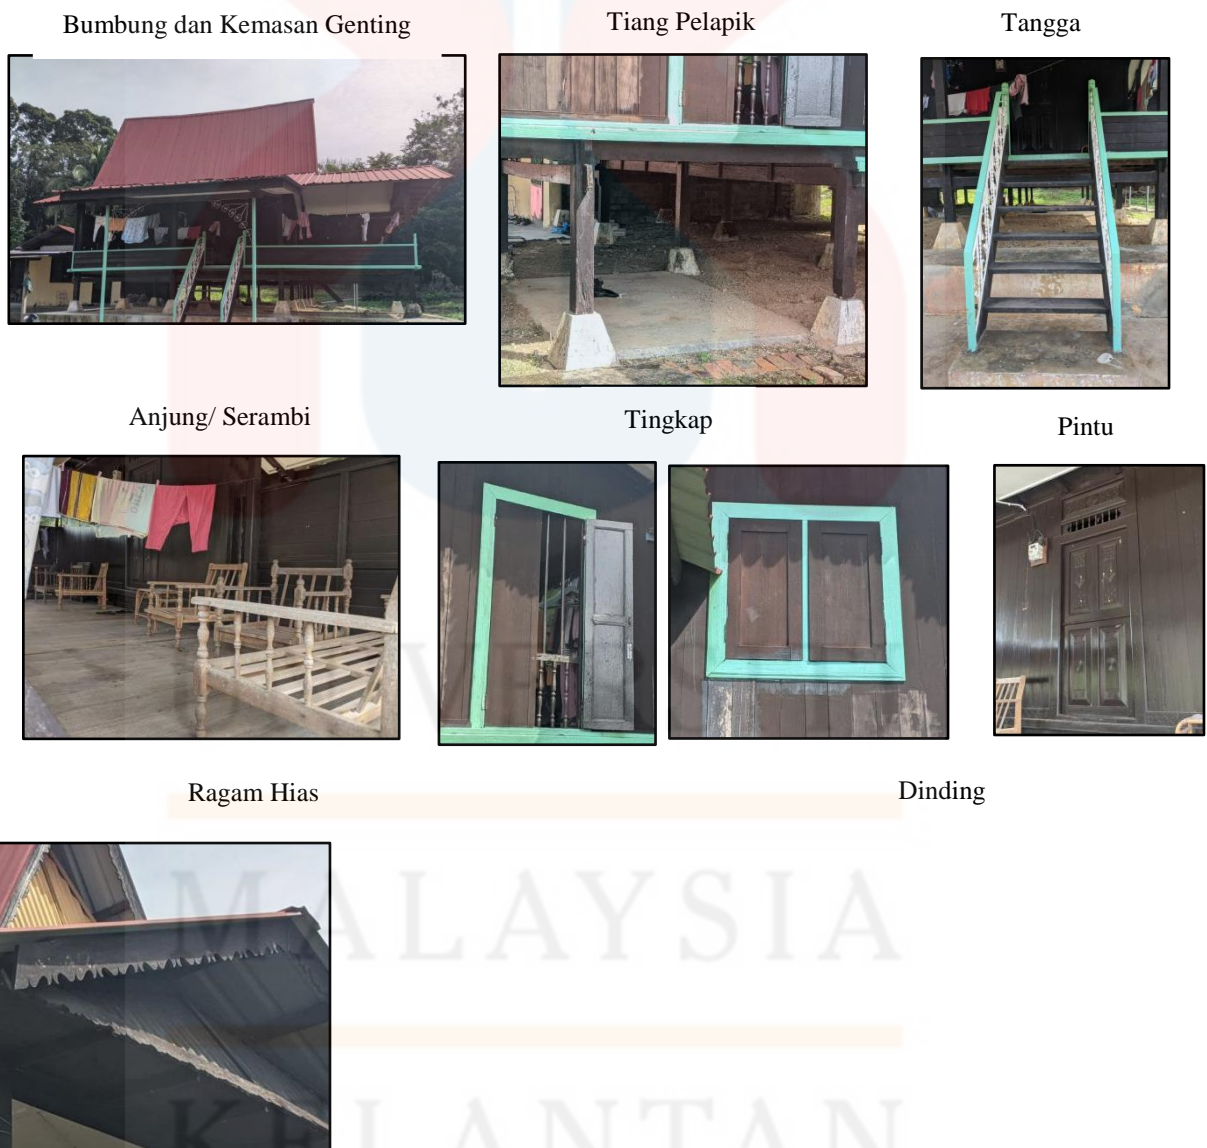 Bumbung dan Kemasan Genting
Tiang Pelapik
Tangga
Anjung/ Serambi
Tingkap
Pintu
Ragam Hias
Dinding
MALAYSIA
KELANTAN